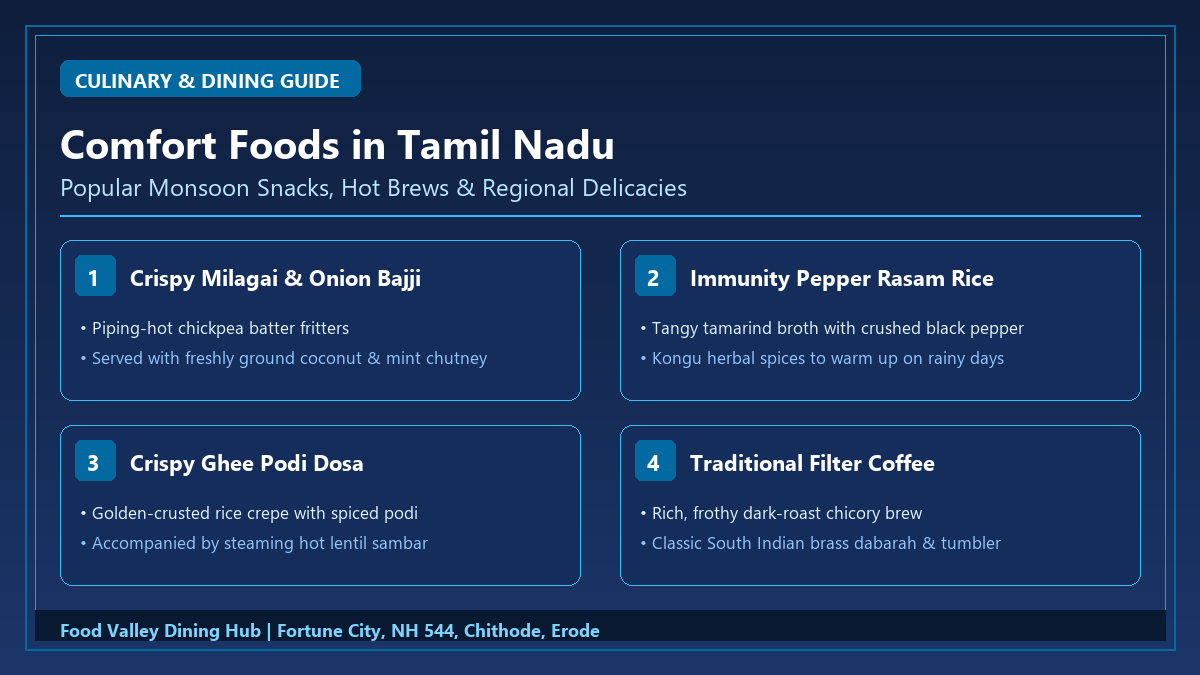 CULINARY & DINING GUIDE
Comfort Foods in Tamil Nadu
Popular Monsoon Snacks, Hot Brews & Regional Delicacies
1 Crispy Milagai & Onion Bajji
• Piping-hot chickpea batter fritters
• Served with freshly ground coconut & mint chutney
2 Immunity Pepper Rasam Rice
• Tangy tamarind broth with crushed black pepper
• Kongu herbal spices to warm up on rainy days
3 Crispy Ghee Podi Dosa
• Golden-crusted rice crepe with spiced podi
• Accompanied by steaming hot lentil sambar
4 Traditional Filter Coffee
• Rich, frothy dark-roast chicory brew
• Classic South Indian brass dabarah & tumbler
Food Valley Dining Hub | Fortune City, NH 544, Chithode, Erode